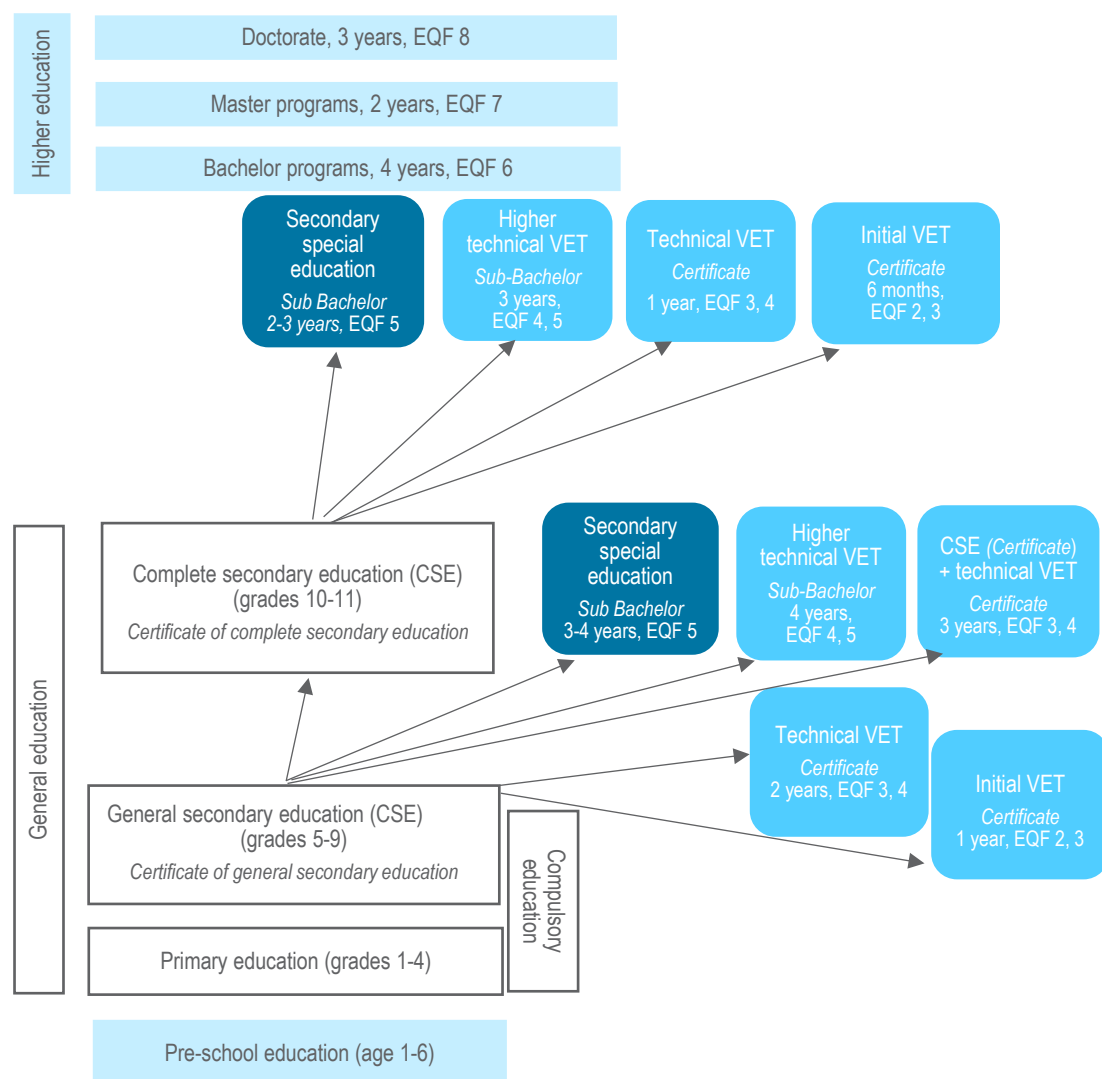 Higher education
Doctorate, 3 years, EQF 8
Master programs, 2 years, EQF 7
Bachelor programs, 4 years, EQF 6
Secondary
special
education
Sub Bachelor
2-3 years, EQF 5
Higher
technical VET
Sub-Bachelor
3 years,
EQF 4, 5
Technical VET
Certificate
1 year, EQF 3, 4
Initial VET
Certificate
6 months,
EQF 2, 3
General education
Complete secondary education (CSE)
(grades 10-11)
Certificate of complete secondary education
Secondary
special
education
Sub Bachelor
3-4 years, EQF 5
Higher
technical VET
Sub-Bachelor
4 years,
EQF 4, 5
CSE (Certificate)
+ technical VET
Certificate
3 years, EQF 3, 4
Technical VET
Certificate
2 years, EQF 3, 4
Initial VET
Certificate
1 year, EQF 2, 3
General secondary education (CSE)
(grades 5-9)
Certificate of general secondary education
Compulsory
education
Primary education (grades 1-4)
Pre-school education (age 1-6)